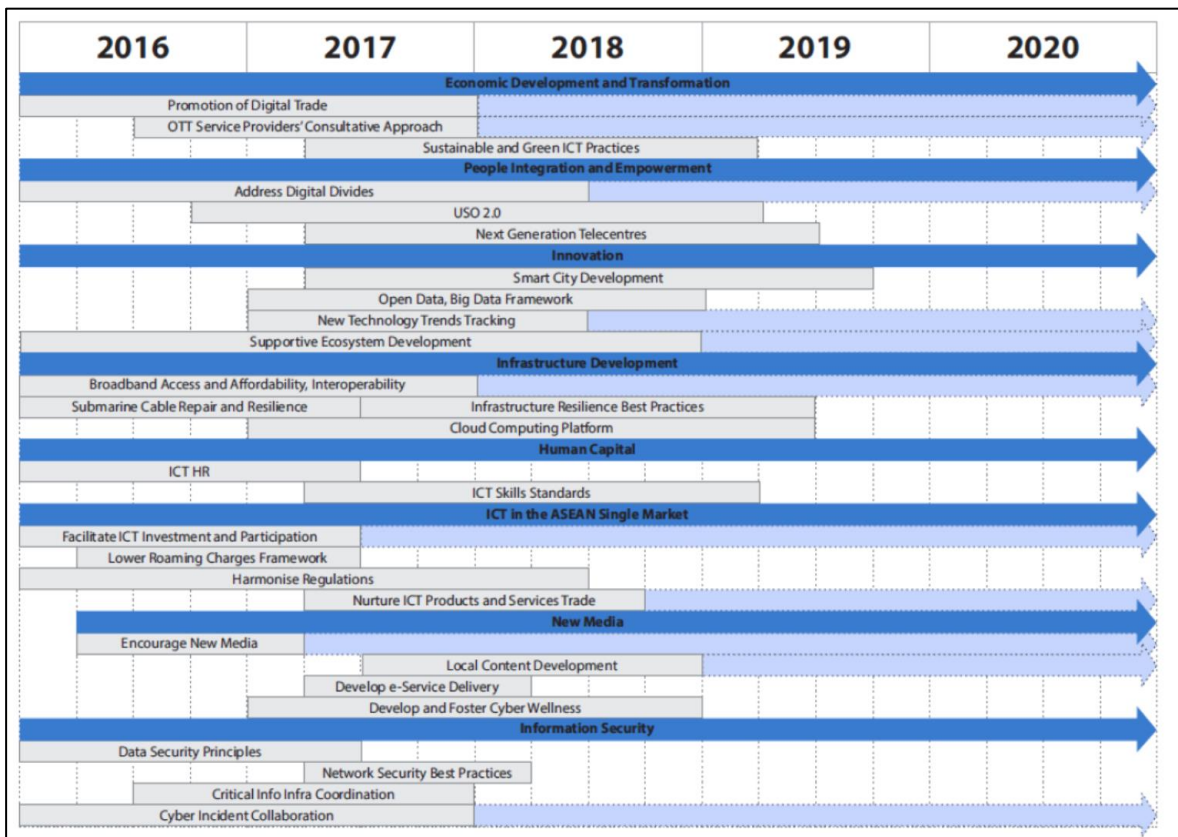 2016 2017 2018 2019 2020
Economic Development and Transformation
Promotion of Digital Trade
OTT Service Providers' Consultative Approach
Sustainable and Green ICT Practices
People Integration and Empowerment
Address Digital Divides
USO 2.0
Next Generation Telecentres
Innovation
Smart City Development
Open Data, Big Data Framework
New Technology Trends Tracking
Supportive Ecosystem Development
Infrastructure Development
Broadband Access and Affordability, Interoperability
Submarine Cable Repair and Resilience Infrastructure Resilience Best Practices
Cloud Computing Platform
Human Capital
ICT HR
ICT Skills Standards
ICT in the ASEAN Single Market
Facilitate ICT Investment and Participation
Lower Roaming Charges Framework
Harmonise Regulations
Nurture ICT Products and Services Trade
New Media
Encourage New Media
Local Content Development
Develop e-Service Delivery
Develop and Foster Cyber Wellness
Information Security
Data Security Principles
Network Security Best Practices
Critical Info Infra Coordination
Cyber Incident Collaboration